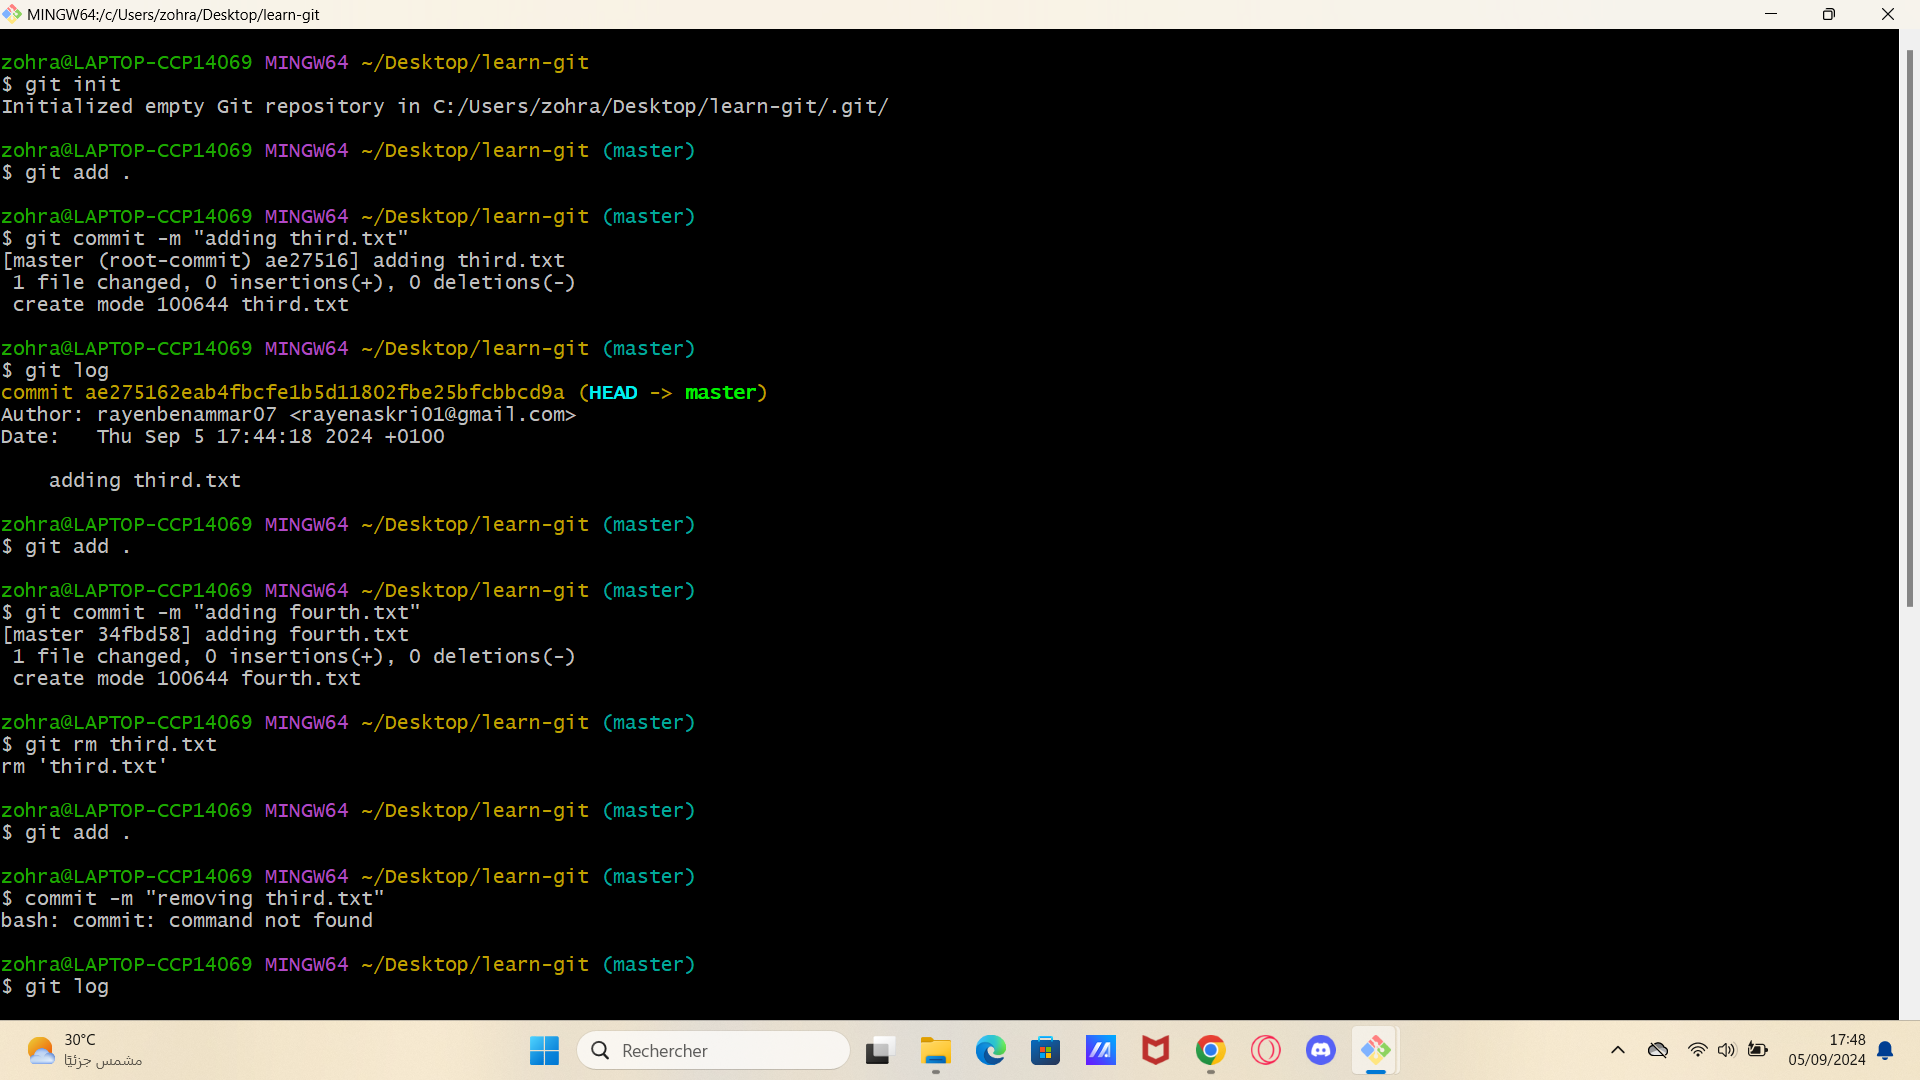 MINGW64:/c/Users/zohra/Desktop/learn-git
zohra@LAPTOP-CCP14069 MINGW64 ~/Desktop/learn-git
$ git init
Initialized empty Git repository in C:/Users/zohra/Desktop/learn-git/.git/
zohra@LAPTOP-CCP14069 MINGW64 ~/Desktop/learn-git (master)
$ git add .
zohra@LAPTOP-CCP14069 MINGW64 ~/Desktop/learn-git (master)
$ git commit -m "adding third.txt"
[master (root-commit) ae27516] adding third.txt
 1 file changed, 0 insertions(+), 0 deletions(-)
 create mode 100644 third.txt
zohra@LAPTOP-CCP14069 MINGW64 ~/Desktop/learn-git (master)
$ git log
commit ae275162eab4fbcfe1b5d11802fbe25bfcbbcd9a (HEAD -> master)
Author: rayenbenammar07 <rayenaskri01@gmail.com>
Date:   Thu Sep 5 17:44:18 2024 +0100
    adding third.txt
zohra@LAPTOP-CCP14069 MINGW64 ~/Desktop/learn-git (master)
$ git add .
zohra@LAPTOP-CCP14069 MINGW64 ~/Desktop/learn-git (master)
$ git commit -m "adding fourth.txt"
[master 34fbd58] adding fourth.txt
 1 file changed, 0 insertions(+), 0 deletions(-)
 create mode 100644 fourth.txt
zohra@LAPTOP-CCP14069 MINGW64 ~/Desktop/learn-git (master)
$ git rm third.txt
rm 'third.txt'
zohra@LAPTOP-CCP14069 MINGW64 ~/Desktop/learn-git (master)
$ git add .
zohra@LAPTOP-CCP14069 MINGW64 ~/Desktop/learn-git (master)
$ commit -m "removing third.txt"
bash: commit: command not found
zohra@LAPTOP-CCP14069 MINGW64 ~/Desktop/learn-git (master)
$ git log
30°C
مشمس جزئيًا
Rechercher
17:48
05/09/2024